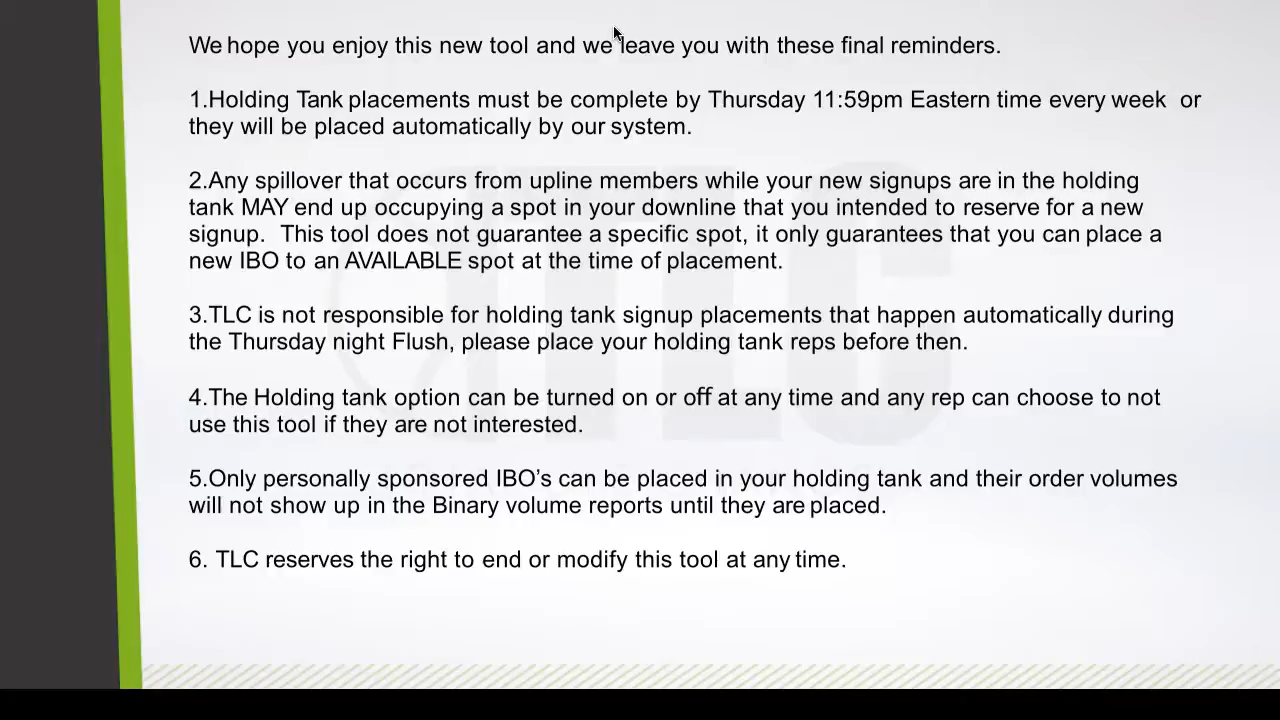 We hope you enjoy this new tool and we leave you with these final reminders.
1.Holding Tank placements must be complete by Thursday 11:59pm Eastern time every week  or
they will be placed automatically by our system.
2.Any spillover that occurs from upline members while your new signups are in the holding
tank MAY end up occupying a spot in your downline that you intended to reserve for a new
signup.  This tool does not guarantee a specific spot, it only guarantees that you can place a
new IBO to an AVAILABLE spot at the time of placement.
3.TLC is not responsible for holding tank signup placements that happen automatically during
the Thursday night Flush, please place your holding tank reps before then.
4.The Holding tank option can be turned on or off at any time and any rep can choose to not
use this tool if they are not interested.
5.Only personally sponsored IBO’s can be placed in your holding tank and their order volumes
will not show up in the Binary volume reports until they are placed.
6. TLC reserves the right to end or modify this tool at any time.
TLC